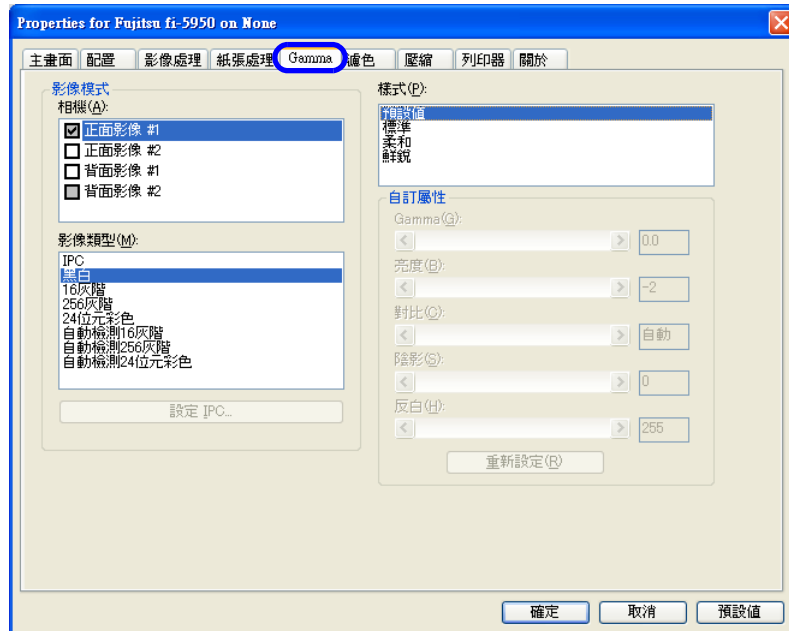 Properties for Fujitsu fi-5950 on None
主畫面 配置 影像處理 紙張處理 Gamma 濾色 壓縮 列印器 關於
影像模式
相機(A):
正面影像 #1
正面影像 #2
背面影像 #1
背面影像 #2
影像類型(M):
IPC
黑白
16灰階
256灰階
24位元彩色
自動檢測16灰階
自動檢測256灰階
自動檢測24位元彩色
設定 IPC...
樣式(P):
預設值
標準
柔和
鮮銳
自訂屬性
Gamma(G):
0.0
亮度(B):
-2
對比(C):
自動
陰影(S):
0
反白(H):
255
重新設定(R)
確定 取消 預設值